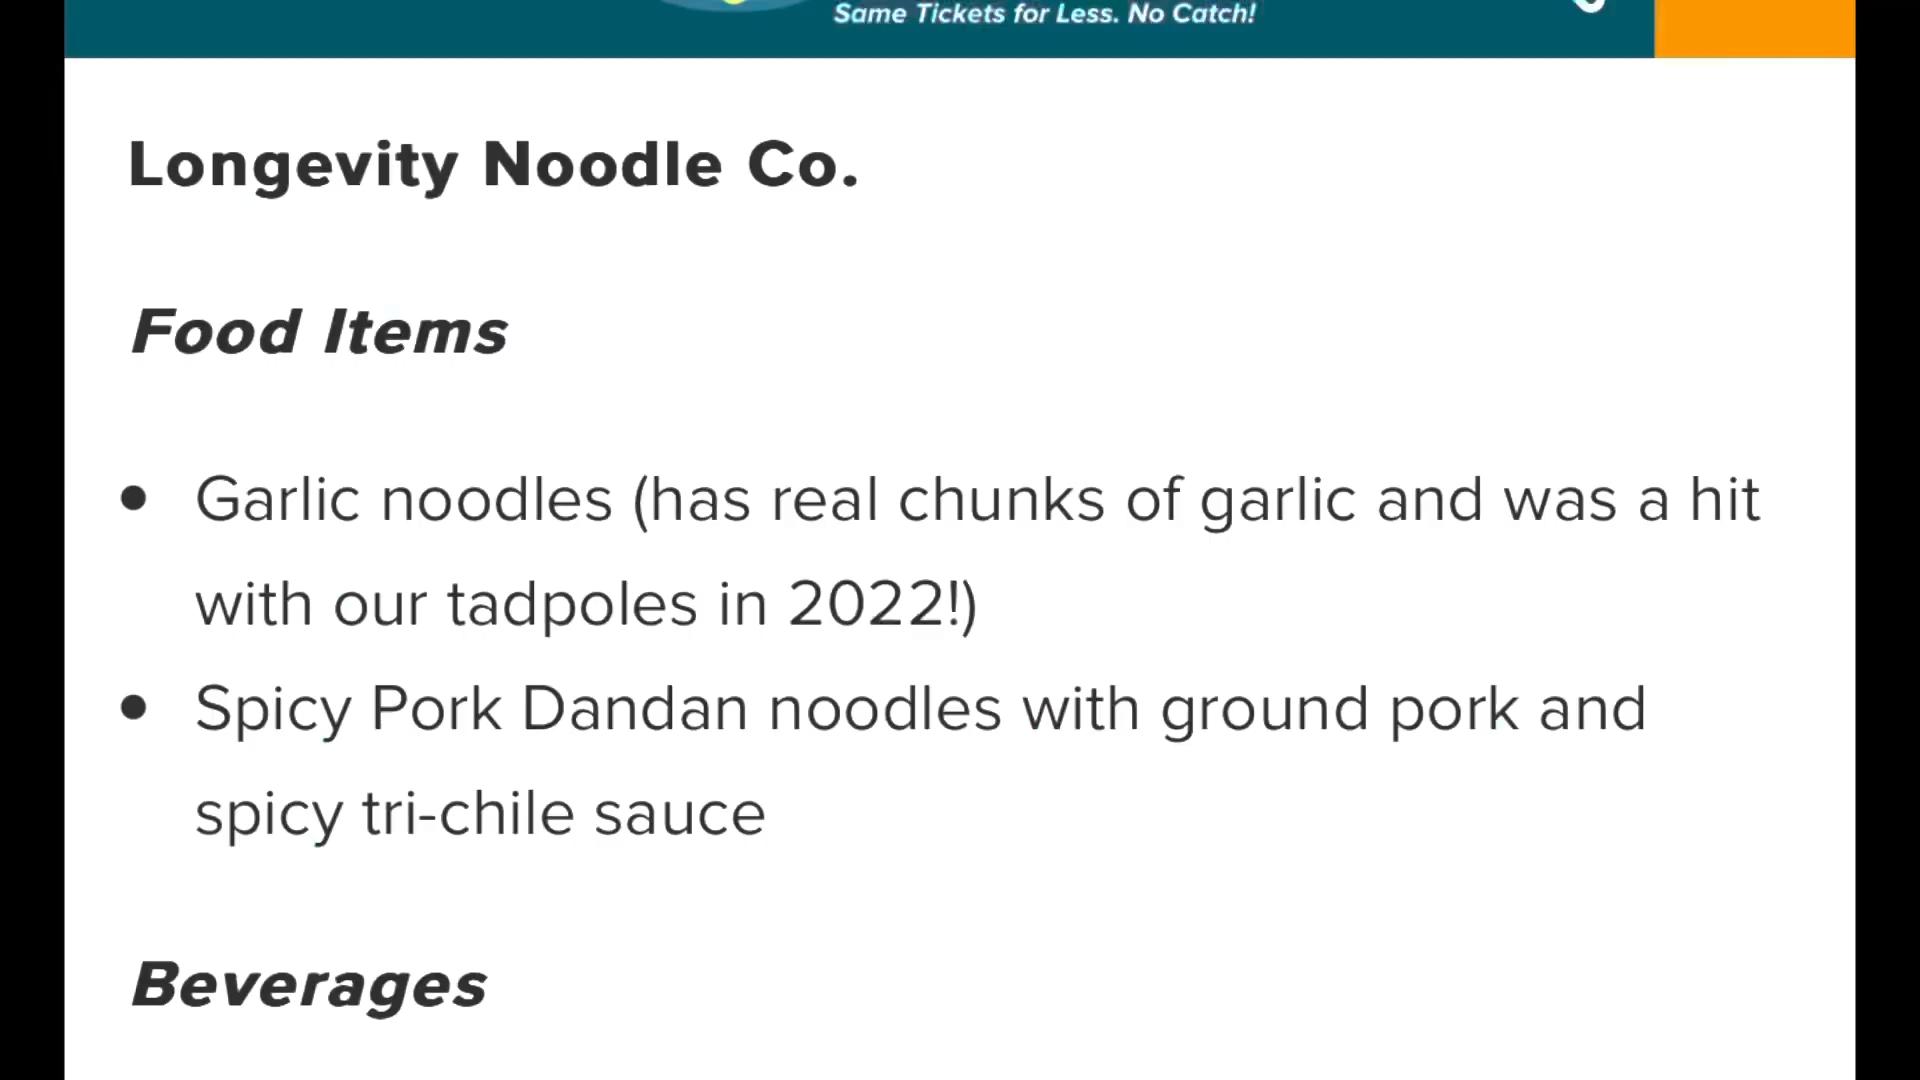 Same Tickets for Less. No Catch!
Longevity Noodle Co.
Food Items
• Garlic noodles (has real chunks of garlic and was a hit
with our tadpoles in 2022!)
• Spicy Pork Dandan noodles with ground pork and
spicy tri-chile sauce
Beverages